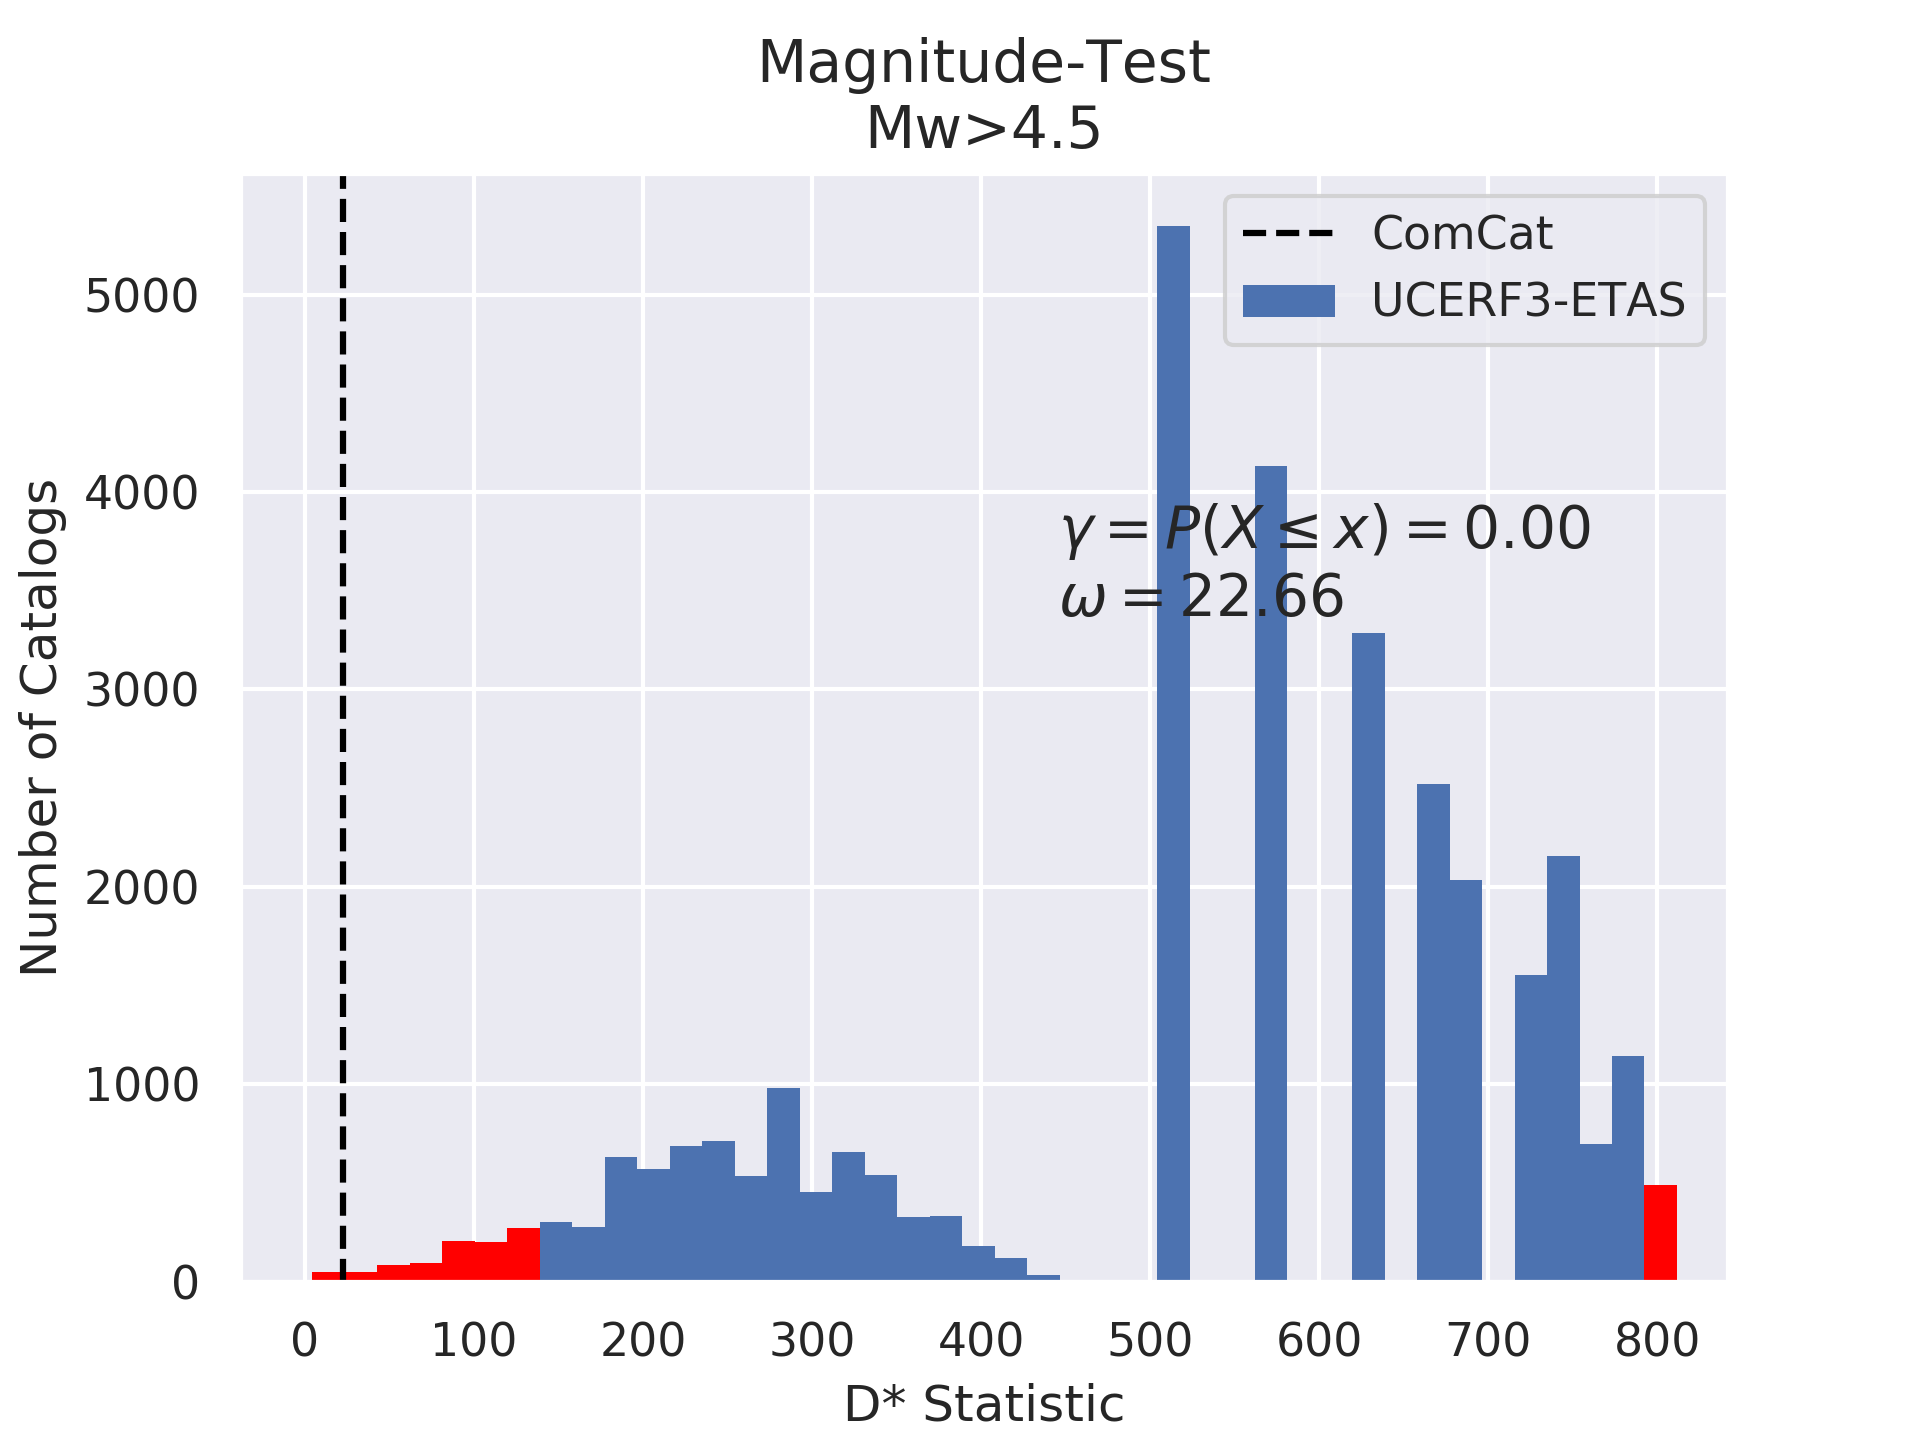 Magnitude-Test
Mw>4.5
ComCat
UCERF3-ETAS
γ = P(X ≤ x) = 0.00
ω = 22.66
Number of Catalogs
5000
4000
3000
2000
1000
0
0 100 200 300 400 500 600 700 800
D* Statistic